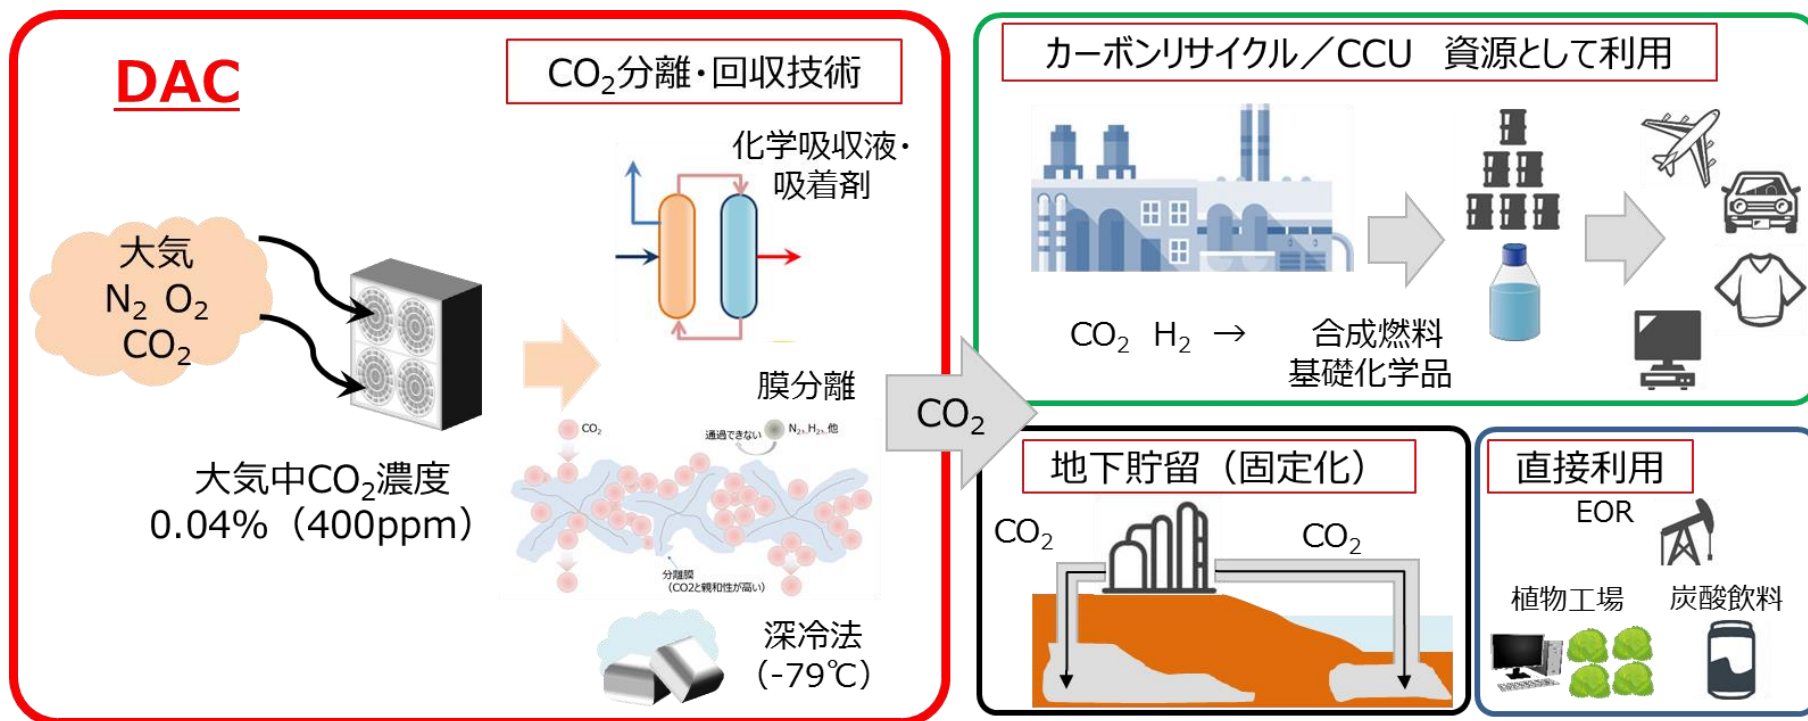 DAC
CO₂分離・回収技術
化学吸収液・
吸着剤
大気
N₂ O₂
CO₂
大気中CO₂濃度
0.04%（400ppm）
膜分離
CO₂
通過できない
N₂、H₂、他
分離膜
（CO2と親和性が高い）
深冷法
（-79℃）
CO₂
カーボンリサイクル／CCU 資源として利用
CO₂ H₂ →
合成燃料
基礎化学品
地下貯留（固定化）
CO₂
CO₂
直接利用
EOR
植物工場
炭酸飲料